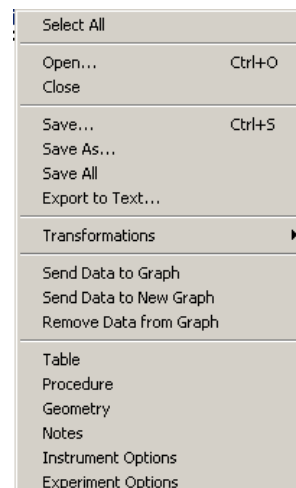 Select All
Open... Ctrl+O
Close
Save... Ctrl+S
Save As...
Save All
Export to Text...
Transformations
Send Data to Graph
Send Data to New Graph
Remove Data from Graph
Table
Procedure
Geometry
Notes
Instrument Options
Experiment Options